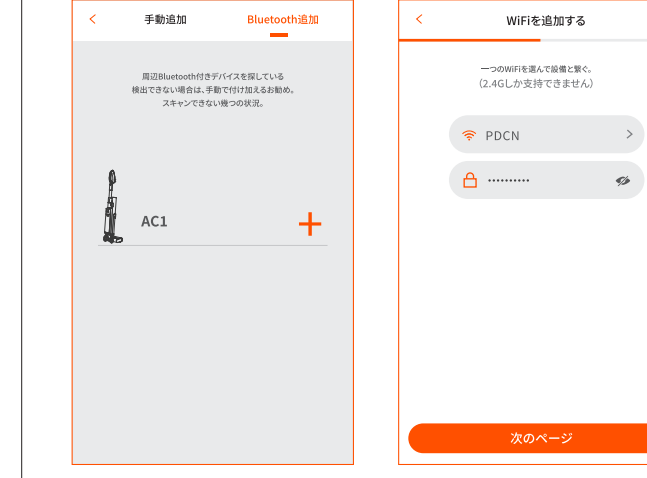 手動追加
Bluetooth追加
周辺Bluetooth付きデバイスを探している
検出できない場合は、手動で付け加えるお勧め。
スキャンできない幾つの状況。
AC1
WiFiを追加する
一つのWiFiを選んで設備と繋ぐ。
(2.4Gしか支持できません)
PDCN
••••••••••
次のページ